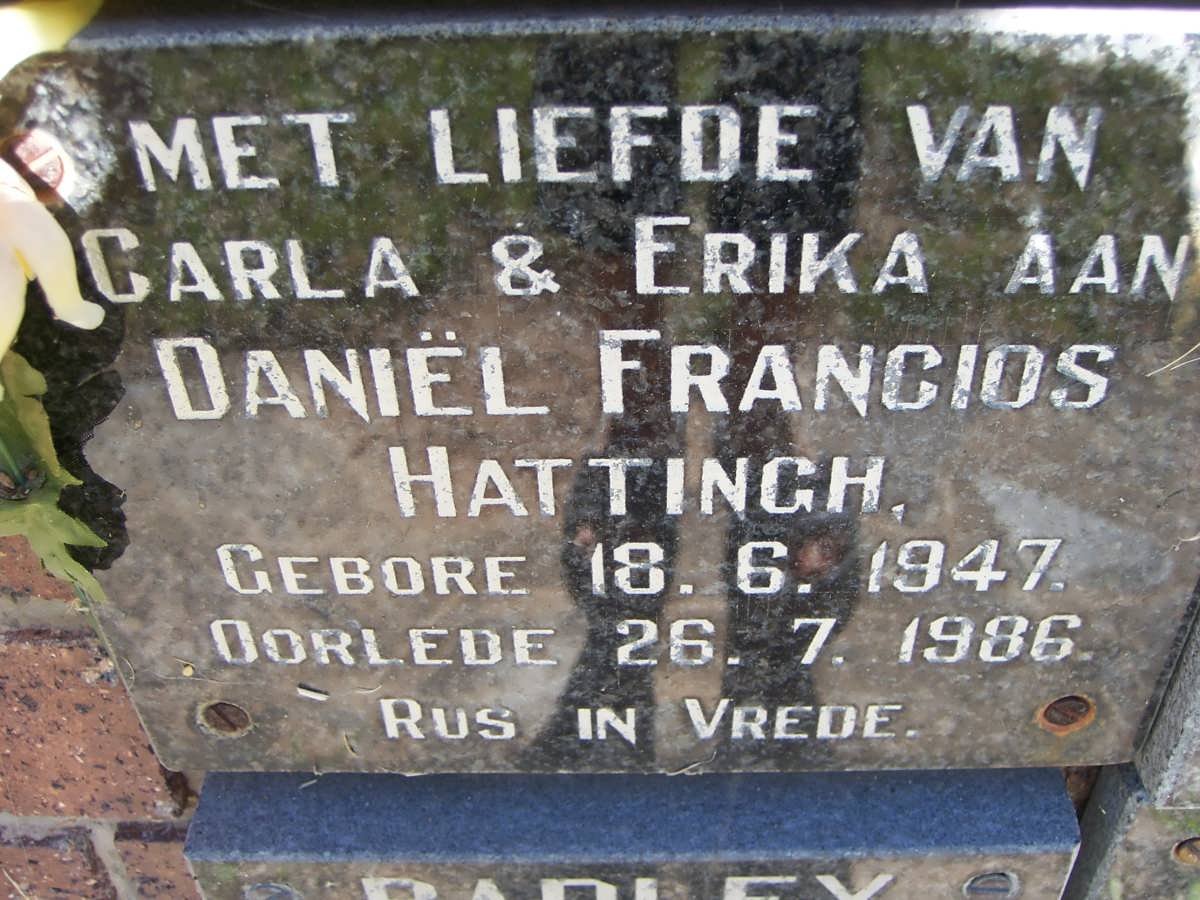 MET LIEFDE VAN
CARLA & ERIKA AAN
DANIËL FRANCIOS
HATTINGH,
GEBORE 18. 6. 1947.
OORLEDE 26. 7. 1986.
RUS IN VREDE.